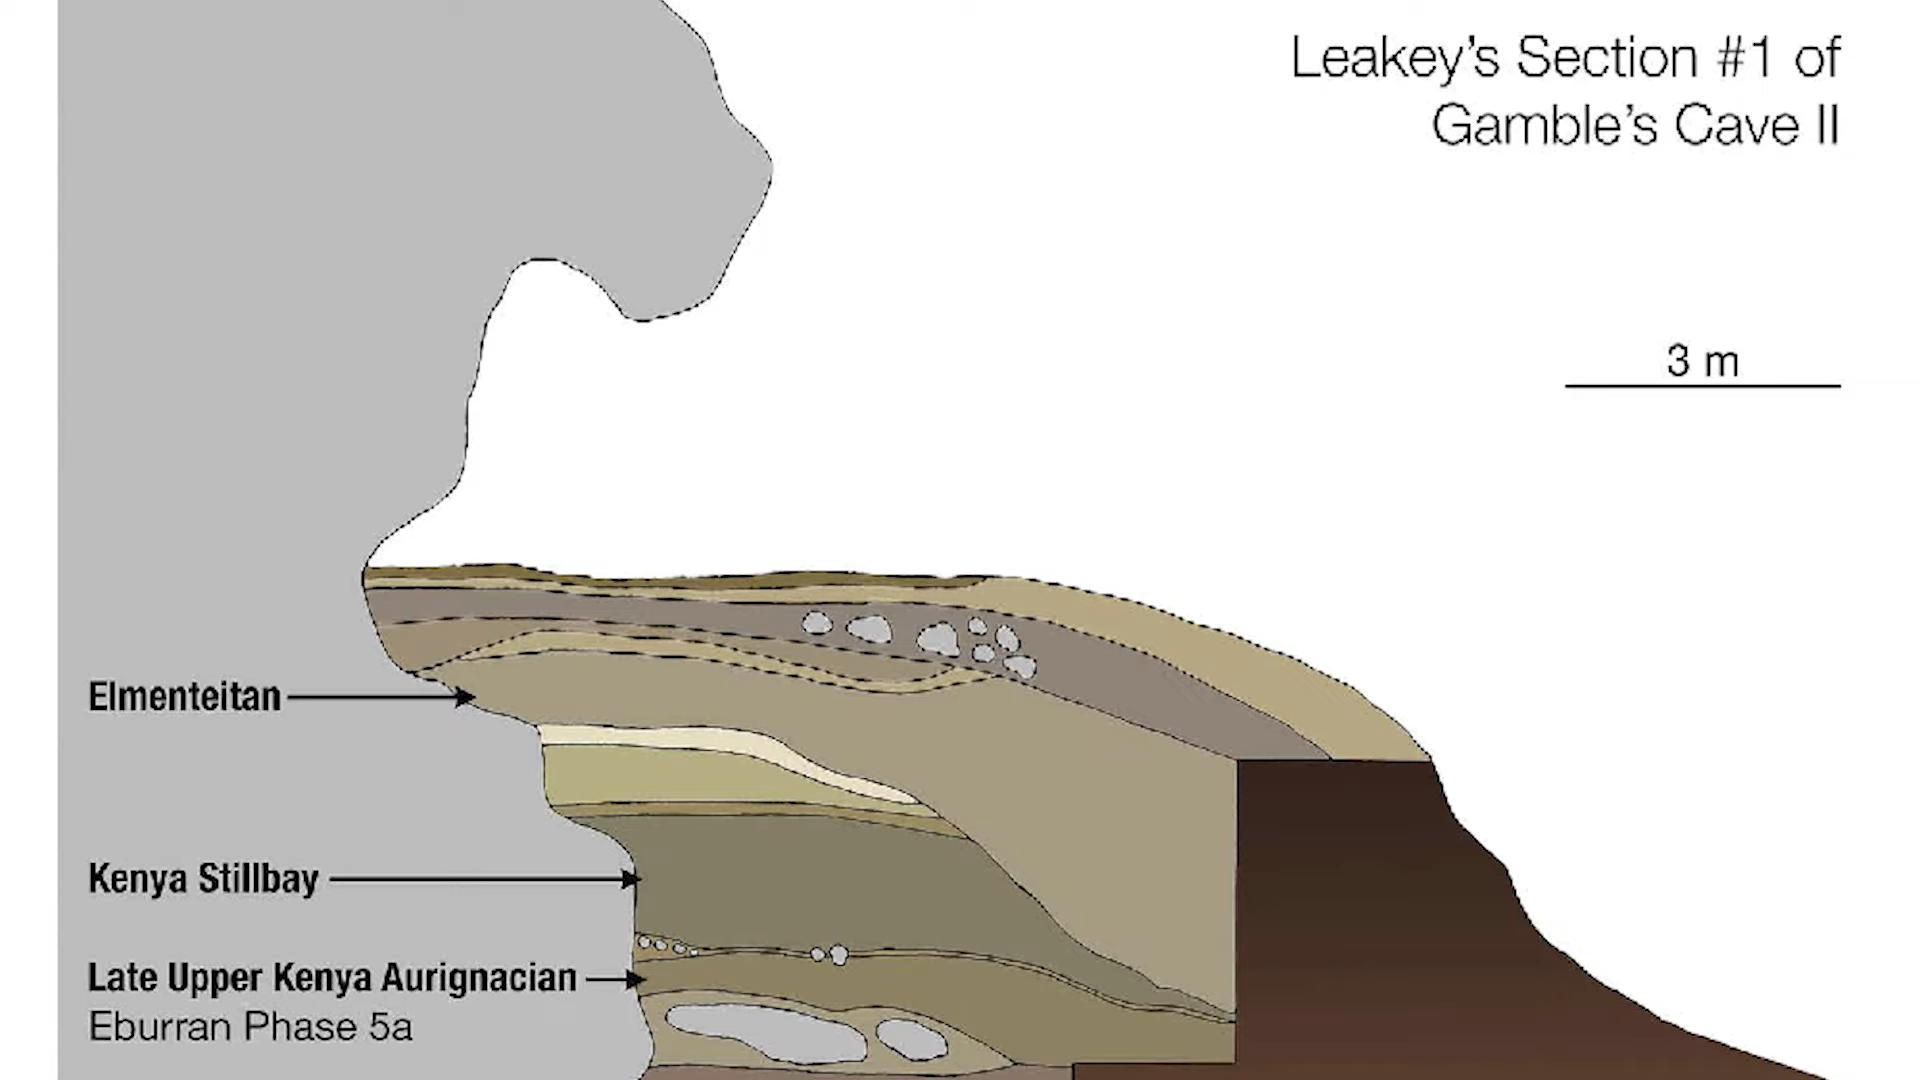 Leakey's Section #1 of
Gamble's Cave II
3 m
Elmenteitan
Kenya Stillbay
Late Upper Kenya Aurignacian
Eburran Phase 5a